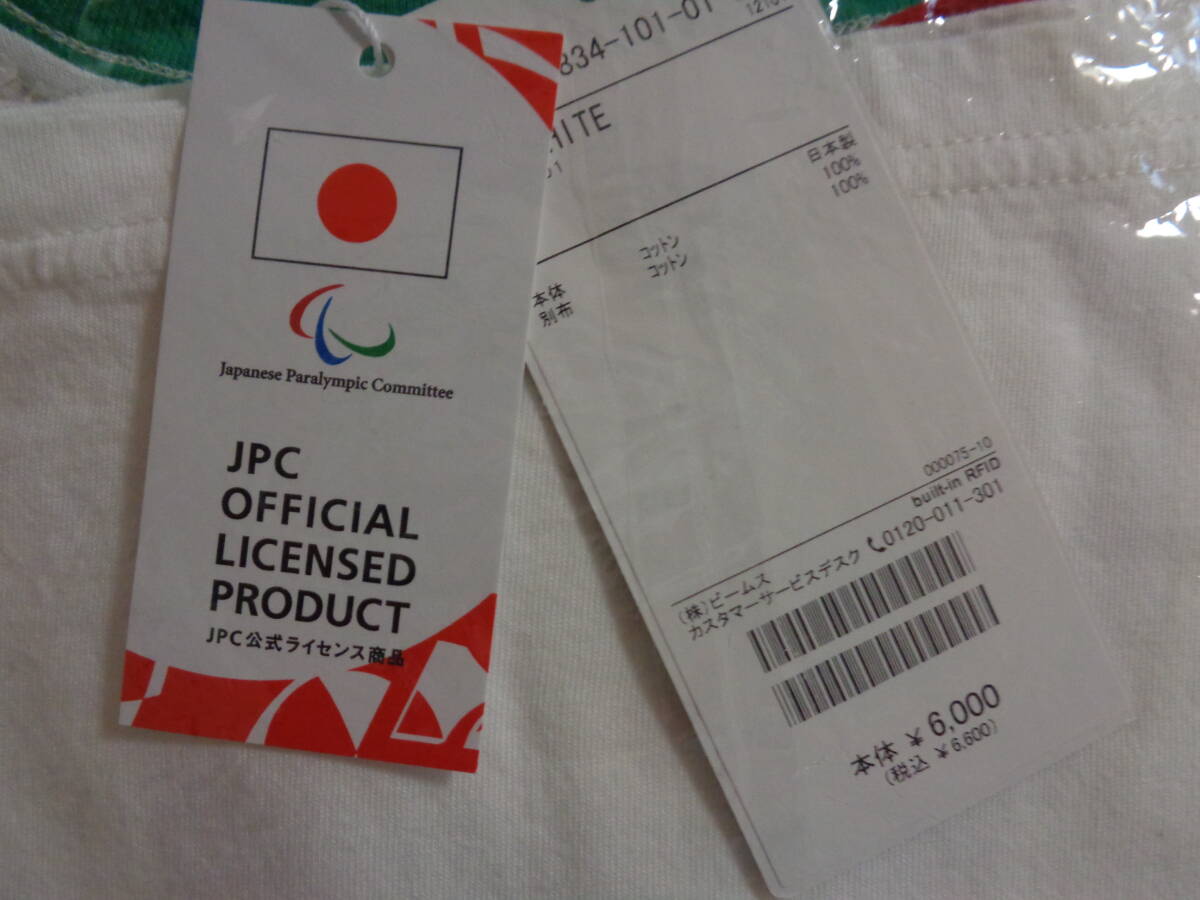 Japanese Paralympic Committee
JPC
OFFICIAL
LICENSED
PRODUCT
JPC公式ライセンス商品
834-101-01
日本製
本体 コットン 100%
別布 コットン 100%
000075-10
built-in RFID
(株)ビームス
カスタマーサービスデスク 0120-011-301
本体 ¥6,000
(税込 ¥6,600)